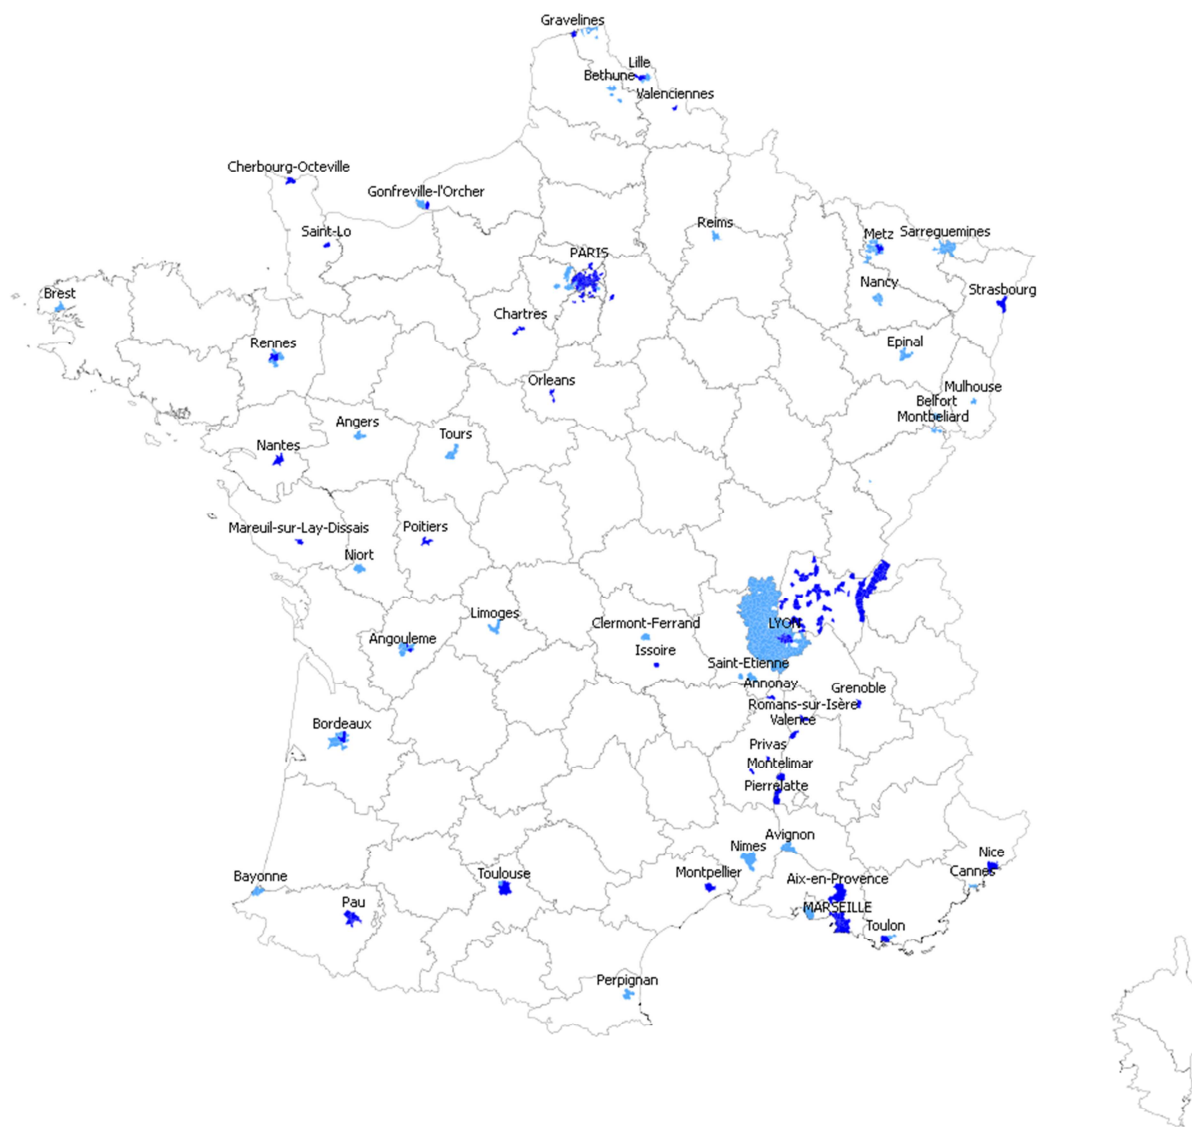 Gravelines
Lille
Bethune
Valenciennes
Cherbourg-Octeville
Gonfreville-l'Orcher
Reims
Saint-Lo
Metz
Sarreguemines
PARIS
Nancy
Strasbourg
Brest
Chartres
Rennes
Epinal
Orleans
Mulhouse
Belfort
Montbeliard
Angers
Tours
Nantes
Mareuil-sur-Lay-Dissais
Poitiers
Niort
Limoges
Clermont-Ferrand
LYON
Angouleme
Issoire
Saint-Etienne
Annonay
Grenoble
Romans-sur-Isère
Valence
Bordeaux
Privas
Montelimar
Pierrelatte
Avignon
Nimes
Nice
Bayonne
Toulouse
Montpellier
Aix-en-Provence
Cannes
Pau
MARSEILLE
Toulon
Perpignan